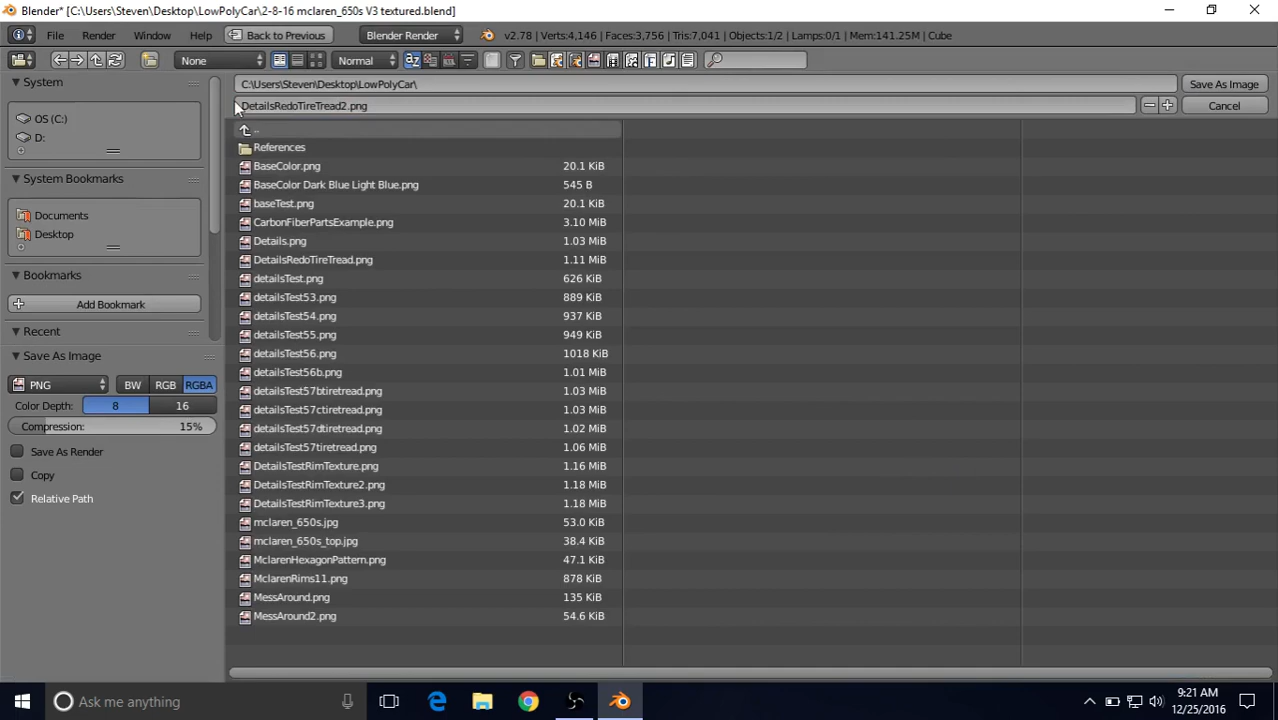 Blender* [C:\Users\Steven\Desktop\LowPolyCar\2-8-16 mclaren_650s V3 textured.blend]
File Render Window Help Back to Previous Blender Render v2.78 | Verts:4,146 | Faces:3,756 | Tris:7,041 | Objects:1/2 | Lamps:0/1 | Mem:141.25M | Cube
None Normal
System
OS (C:)
D:
System Bookmarks
Documents
Desktop
Bookmarks
Add Bookmark
Recent
Save As Image
PNG BW RGB RGBA
Color Depth: 8 16
Compression: 15%
Save As Render
Copy
Relative Path
C:\Users\Steven\Desktop\LowPolyCar\ Save As Image
DetailsRedoTireTread2.png Cancel
..
References
BaseColor.png 20.1 KiB
BaseColor Dark Blue Light Blue.png 545 B
baseTest.png 20.1 KiB
CarbonFiberPartsExample.png 3.10 MiB
Details.png 1.03 MiB
DetailsRedoTireTread.png 1.11 MiB
detailsTest.png 626 KiB
detailsTest53.png 889 KiB
detailsTest54.png 937 KiB
detailsTest55.png 949 KiB
detailsTest56.png 1018 KiB
detailsTest56b.png 1.01 MiB
detailsTest57btiretread.png 1.03 MiB
detailsTest57ctiretread.png 1.03 MiB
detailsTest57dtiretread.png 1.02 MiB
detailsTest57tiretread.png 1.06 MiB
DetailsTestRimTexture.png 1.16 MiB
DetailsTestRimTexture2.png 1.18 MiB
DetailsTestRimTexture3.png 1.18 MiB
mclaren_650s.jpg 53.0 KiB
mclaren_650s_top.jpg 38.4 KiB
MclarenHexagonPattern.png 47.1 KiB
MclarenRims11.png 878 KiB
MessAround.png 135 KiB
MessAround2.png 54.6 KiB
Ask me anything
9:21 AM
12/25/2016